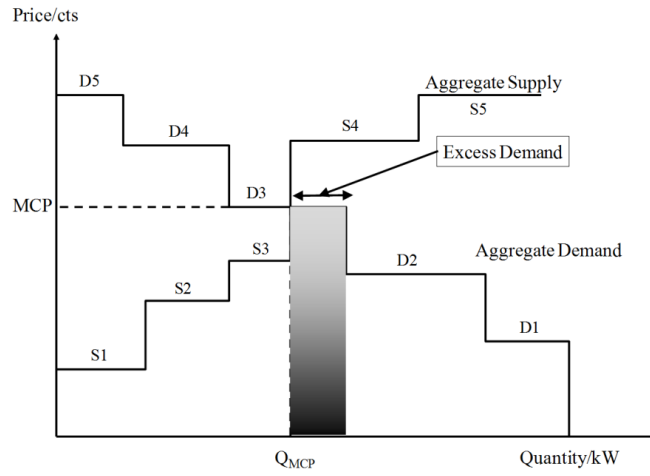 Price/cts
D5
Aggregate Supply
S5
D4
S4
Excess Demand
MCP
D3
S3
Aggregate Demand
D2
S2
D1
S1
QMCP
Quantity/kW